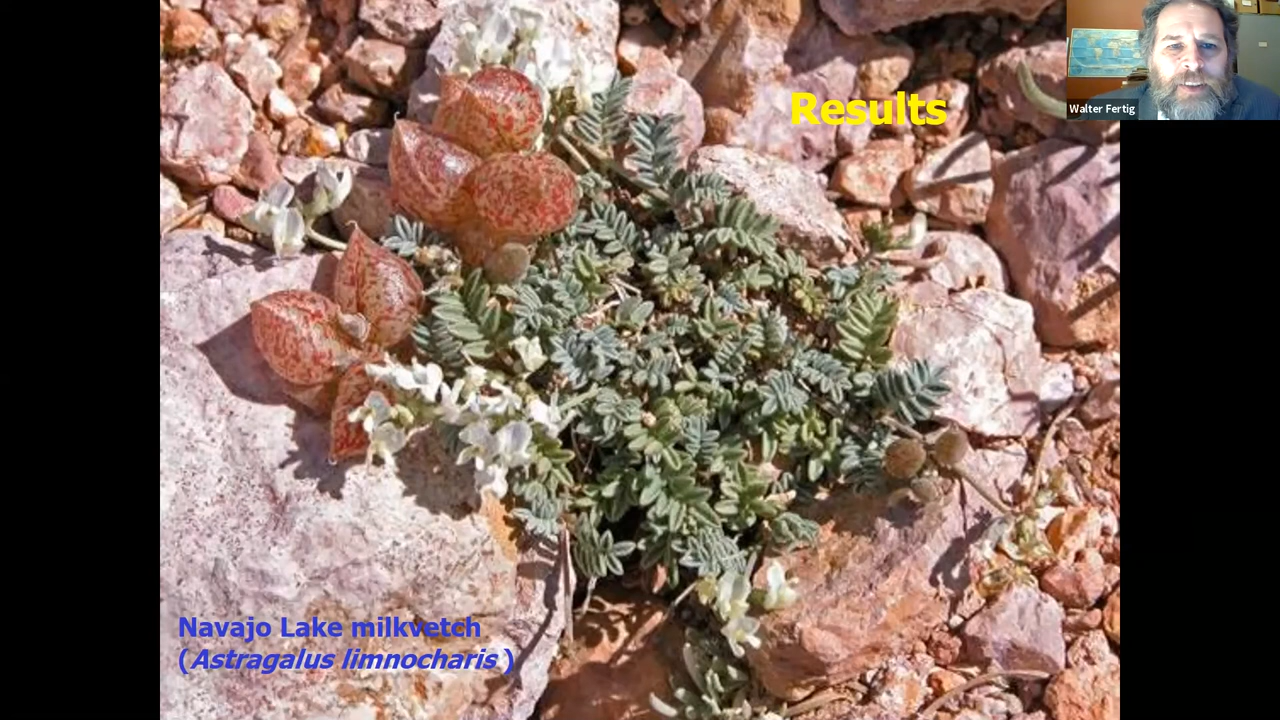 Results
Walter Fertig
Navajo Lake milkvetch
(Astragalus limnocharis )